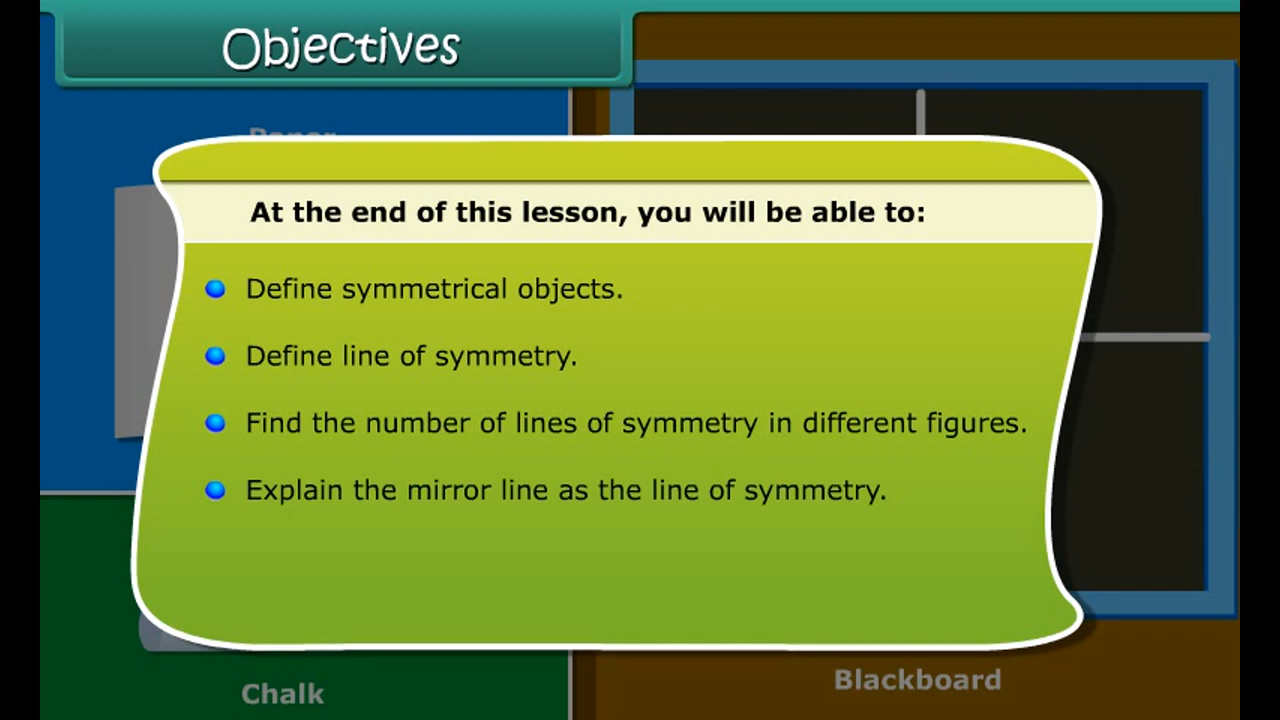 Objectives
Paper
At the end of this lesson, you will be able to:
Define symmetrical objects.
Define line of symmetry.
Find the number of lines of symmetry in different figures.
Explain the mirror line as the line of symmetry.
Chalk
Blackboard